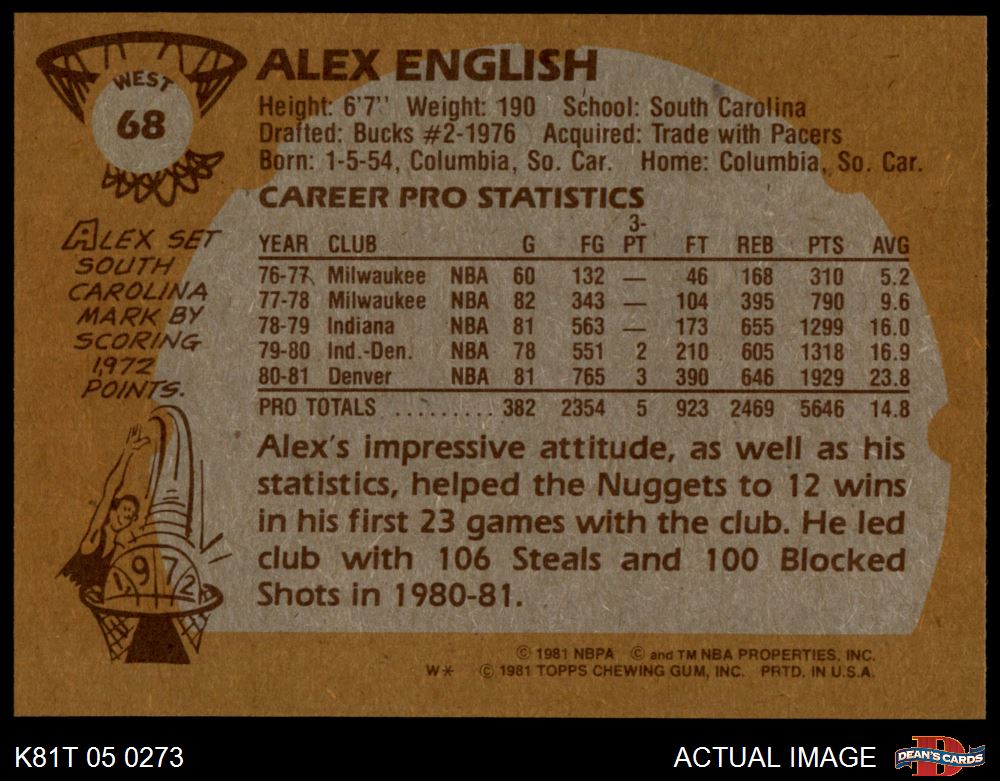 WEST
68
ALEX ENGLISH
Height: 6'7" Weight: 190 School: South Carolina
Drafted: Bucks #2-1976 Acquired: Trade with Pacers
Born: 1-5-54, Columbia, So. Car. Home: Columbia, So. Car.
CAREER PRO STATISTICS
YEAR CLUB G FG 3-PT FT REB PTS AVG
76-77 Milwaukee NBA 60 132 — 46 168 310 5.2
77-78 Milwaukee NBA 82 343 — 104 395 790 9.6
78-79 Indiana NBA 81 563 — 173 655 1299 16.0
79-80 Ind.-Den. NBA 78 551 2 210 605 1318 16.9
80-81 Denver NBA 81 765 3 390 646 1929 23.8
PRO TOTALS .......... 382 2354 5 923 2469 5646 14.8
ALEX SET
SOUTH
CAROLINA
MARK BY
SCORING
1,972
POINTS.
1,972
Alex's impressive attitude, as well as his
statistics, helped the Nuggets to 12 wins
in his first 23 games with the club. He led
club with 106 Steals and 100 Blocked
Shots in 1980-81.
© 1981 NBPA © and TM NBA PROPERTIES, INC.
W* © 1981 TOPPS CHEWING GUM, INC. PRTD. IN U.S.A.
K81T 05 0273
ACTUAL IMAGE
D
DEAN'S CARDS